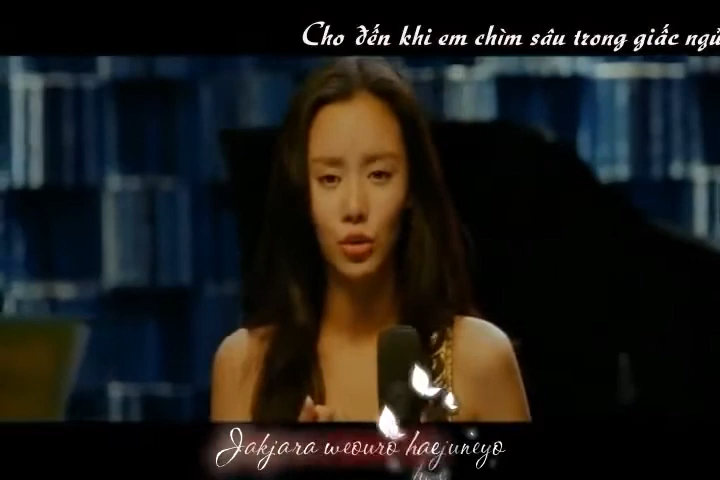 Cho đến khi em chìm sâu trong giấc ngủ
Jakjara weouro haejuneyo